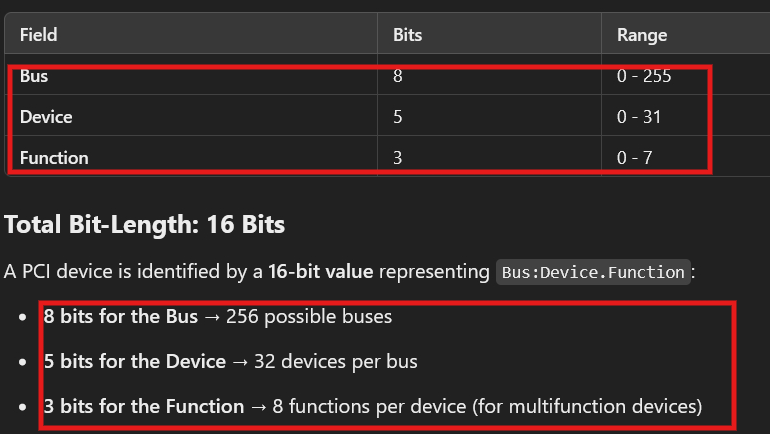 Field Bits Range
Bus 8 0 - 255
Device 5 0 - 31
Function 3 0 - 7
Total Bit-Length: 16 Bits
A PCI device is identified by a 16-bit value representing Bus:Device.Function:
• 8 bits for the Bus → 256 possible buses
• 5 bits for the Device → 32 devices per bus
• 3 bits for the Function → 8 functions per device (for multifunction devices)